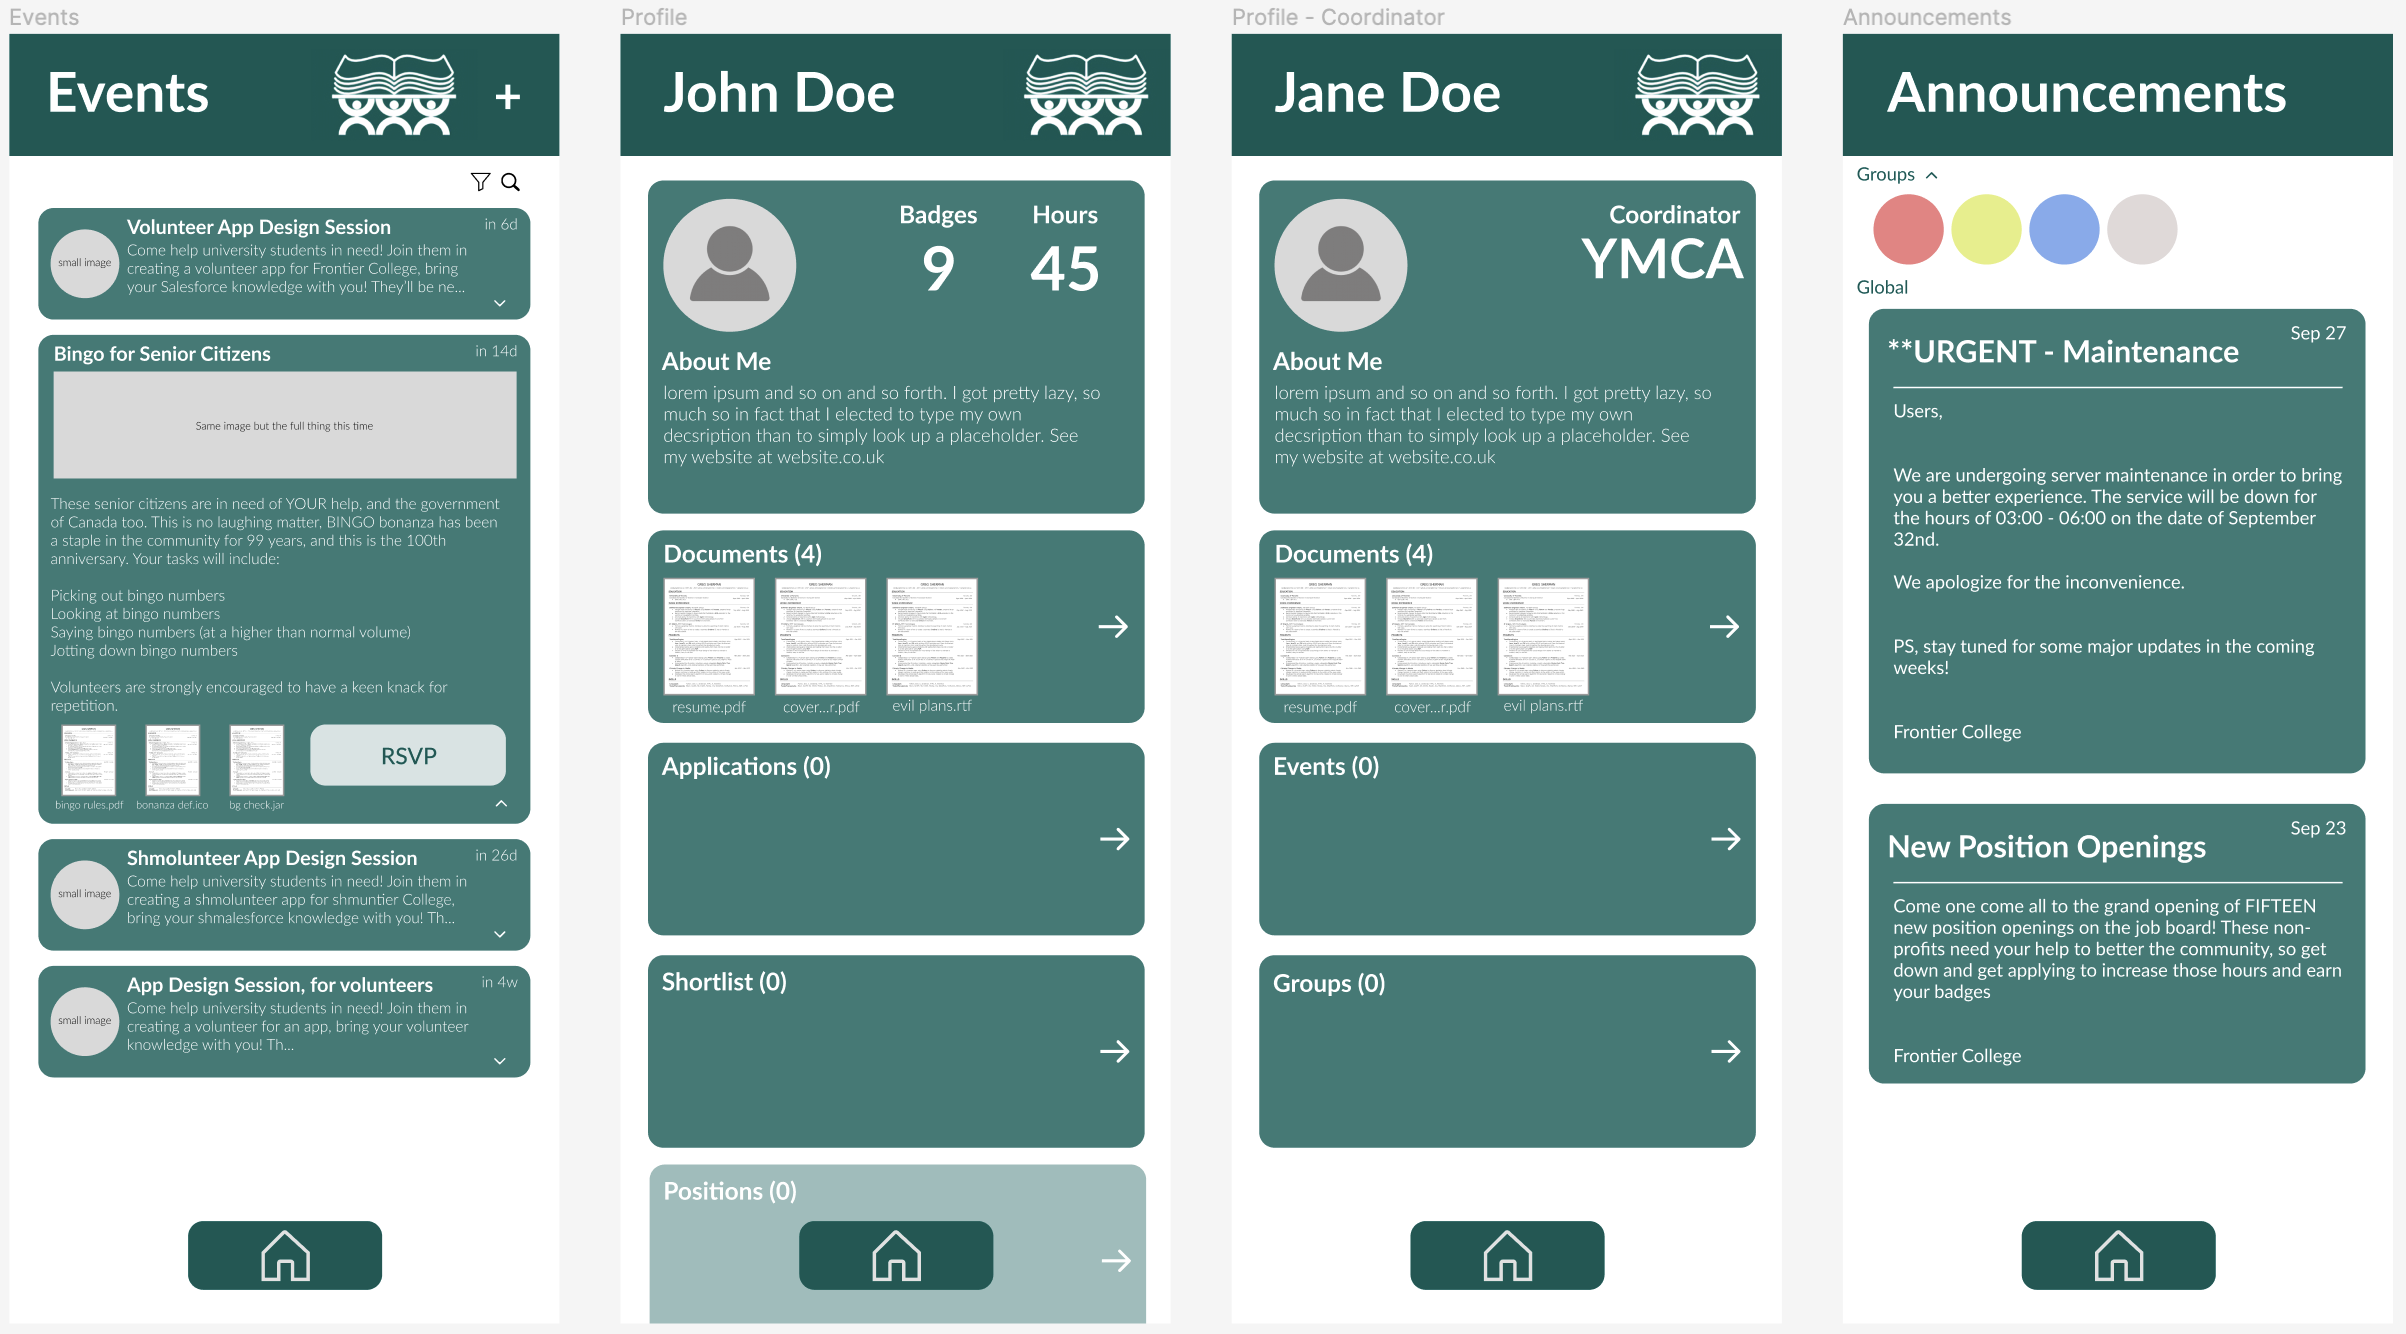 Events
Events
+
Volunteer App Design Session
in 6d
small image
Come help university students in need! Join them in
creating a volunteer app for Frontier College, bring
your Salesforce knowledge with you! They'll be ne...
Bingo for Senior Citizens
in 14d
Same image but the full thing this time
These senior citizens are in need of YOUR help, and the government
of Canada too. This is no laughing matter, BINGO bonanza has been
a staple in the community for 99 years, and this is the 100th
anniversary. Your tasks will include:
Picking out bingo numbers
Looking at bingo numbers
Saying bingo numbers (at a higher than normal volume)
Jotting down bingo numbers
Volunteers are strongly encouraged to have a keen knack for
repetition.
bingo rules.pdf
bonanza def.ico
bg check.jar
RSVP
Shmolunteer App Design Session
in 26d
small image
Come help university students in need! Join them in
creating a shmolunteer app for shmuntier College,
bring your shmalesforce knowledge with you! Th...
App Design Session, for volunteers
in 4w
small image
Come help university students in need! Join them in
creating a volunteer for an app, bring your volunteer
knowledge with you! Th...
Profile
John Doe
Badges
9
Hours
45
About Me
lorem ipsum and so on and so forth. I got pretty lazy, so
much so in fact that I elected to type my own
decsription than to simply look up a placeholder. See
my website at website.co.uk
Documents (4)
resume.pdf
cover...r.pdf
evil plans.rtf
Applications (0)
Shortlist (0)
Positions (0)
Profile - Coordinator
Jane Doe
Coordinator
YMCA
About Me
lorem ipsum and so on and so forth. I got pretty lazy, so
much so in fact that I elected to type my own
decsription than to simply look up a placeholder. See
my website at website.co.uk
Documents (4)
resume.pdf
cover...r.pdf
evil plans.rtf
Events (0)
Groups (0)
Announcements
Announcements
Groups
Global
Sep 27
**URGENT - Maintenance
Users,
We are undergoing server maintenance in order to bring
you a better experience. The service will be down for
the hours of 03:00 - 06:00 on the date of September
32nd.
We apologize for the inconvenience.
PS, stay tuned for some major updates in the coming
weeks!
Frontier College
Sep 23
New Position Openings
Come one come all to the grand opening of FIFTEEN
new position openings on the job board! These non-
profits need your help to better the community, so get
down and get applying to increase those hours and earn
your badges
Frontier College